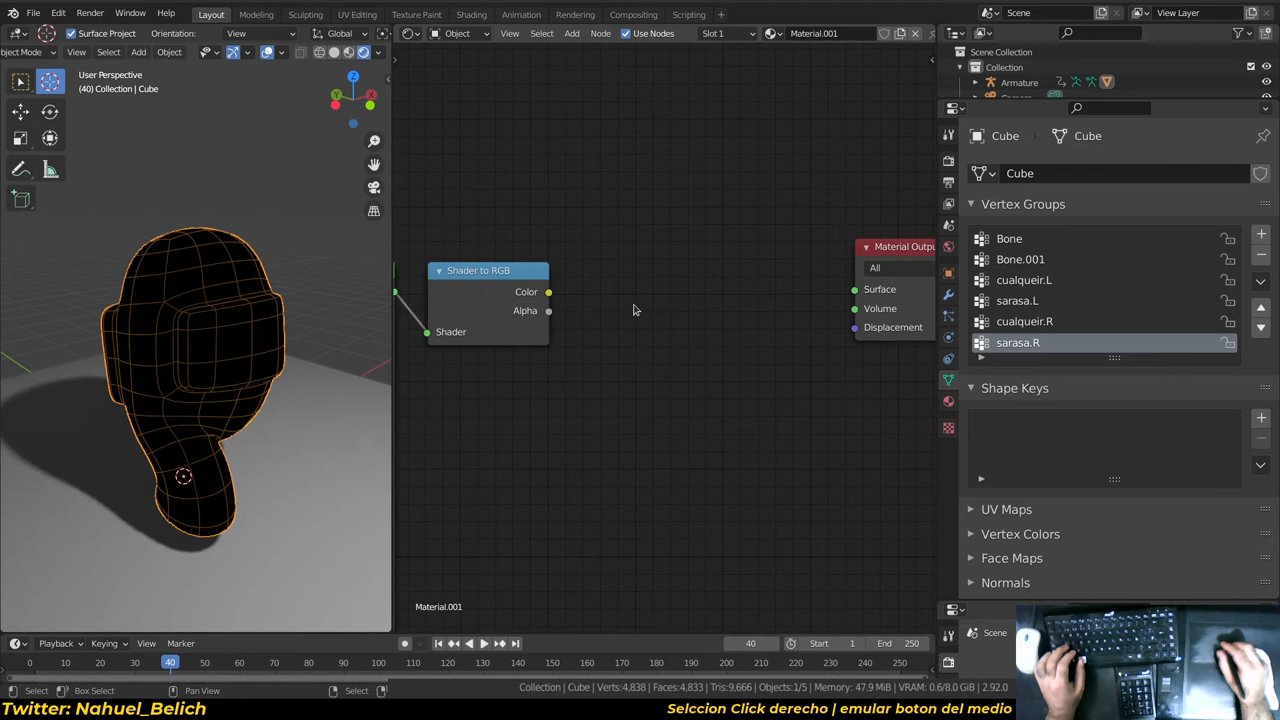 File Edit Render Window Help Layout Modeling Sculpting UV Editing Texture Paint Shading Animation Rendering Compositing Scripting + Scene View Layer
Surface Project Orientation: View Global Object View Select Add Node Use Nodes Slot 1 Material.001
bject Mode View Select Add Object
Scene Collection
Collection
Armature
User Perspective
(40) Collection | Cube
Z
Y
X
Cube Cube
Cube
Vertex Groups
Bone
Bone.001
cualqueir.L
sarasa.L
cualqueir.R
sarasa.R
Shader to RGB
Color
Alpha
Shader
Material Outpu
All
Surface
Volume
Displacement
Shape Keys
UV Maps
Vertex Colors
Face Maps
Normals
Material.001
Scene
Playback Keying View Marker 40 Start 1 End 250
0 10 20 30 40 50 60 70 80 90 100 110 120 130 140 150 160 170 180 190 200 210 220 230 240 250
Select Box Select Pan View Select Box Select Collection | Cube | Verts:4,838 | Faces:4,833 | Tris:9,666 | Objects:1/5 | Memory: 47.9 MiB | VRAM: 0.6/8.0 GiB | 2.92.0
Twitter: Nahuel_Belich
Selccion Click derecho / emular boton del medio